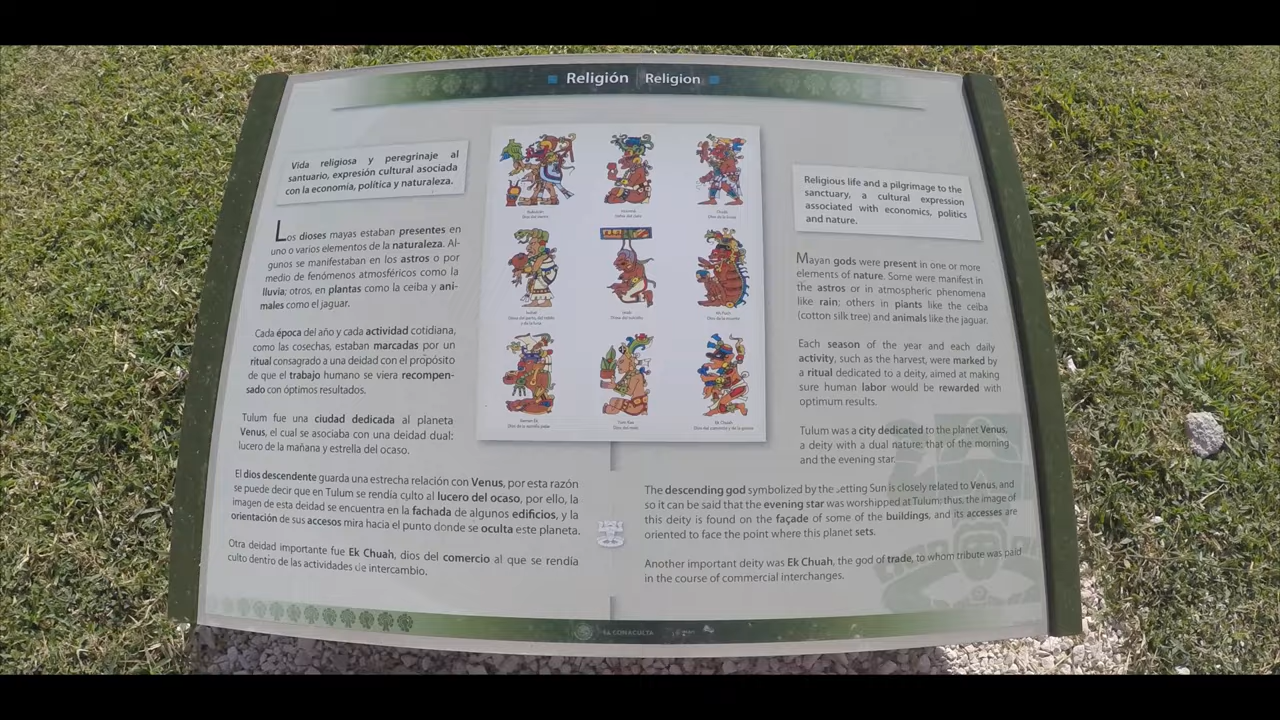 Religión Religion
Vida religiosa y peregrinaje al
santuario, expresión cultural asociada
con la economía, política y naturaleza.
Los dioses mayas estaban presentes en
uno o varios elementos de la naturaleza. Al-
gunos se manifestaban en los astros o por
medio de fenómenos atmosféricos como la
lluvia; otros, en plantas como la ceiba y ani-
males como el jaguar.
Cada época del año y cada actividad cotidiana,
como las cosechas, estaban marcadas por un
ritual consagrado a una deidad con el propósito
de que el trabajo humano se viera recompen-
sado con óptimos resultados.
Tulum fue una ciudad dedicada al planeta
Venus, el cual se asociaba con una deidad dual:
lucero de la mañana y estrella del ocaso.
El dios descendente guarda una estrecha relación con Venus, por esta razón
se puede decir que en Tulum se rendía culto al lucero del ocaso, por ello, la
imagen de esta deidad se encuentra en la fachada de algunos edificios, y la
orientación de sus accesos mira hacia el punto donde se oculta este planeta.
Otra deidad importante fue Ek Chuah, dios del comercio al que se rendía
culto dentro de las actividades de intercambio.
Ek Chuah
Religious life and a pilgrimage to the
sanctuary, a cultural expression
associated with economics, politics
and nature.
Mayan gods were present in one or more
elements of nature. Some were manifest in
the astros or in atmospheric phenomena
like rain; others in plants like the ceiba
(cotton silk tree) and animals like the jaguar.
Each season of the year and each daily
activity, such as the harvest, were marked by
a ritual dedicated to a deity, aimed at making
sure human labor would be rewarded with
optimum results.
Tulum was a city dedicated to the planet Venus,
a deity with a dual nature: that of the morning
and the evening star.
The descending god symbolized by the setting Sun is closely related to Venus, and
so it can be said that the evening star was worshipped at Tulum; thus, the image of
this deity is found on the façade of some of the buildings, and its accesses are
oriented to face the point where this planet sets.
Another important deity was Ek Chuah, the god of trade, to whom tribute was paid
in the course of commercial interchanges.
CONACULTA